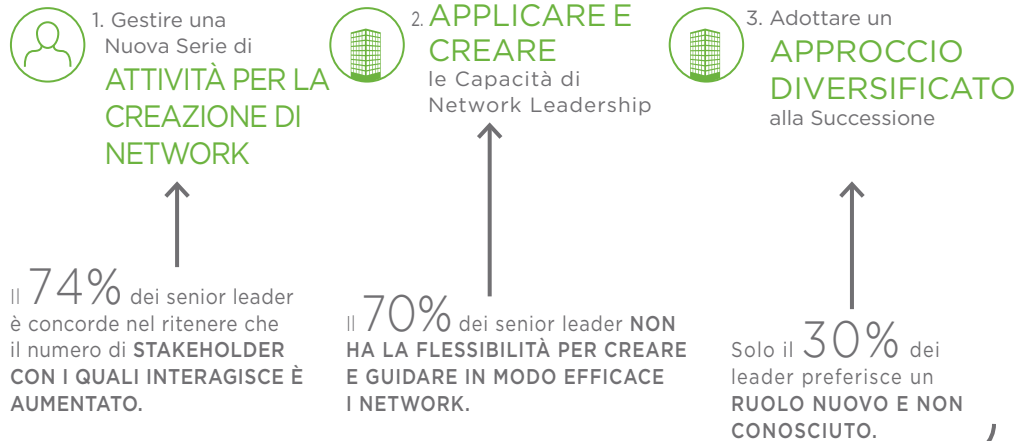 1. Gestire una
Nuova Serie di
ATTIVITÀ PER LA
CREAZIONE DI
NETWORK
Il 74% dei senior leader
è concorde nel ritenere che
il numero di STAKEHOLDER
CON I QUALI INTERAGISCE È
AUMENTATO.
2. APPLICARE E
CREARE
le Capacità di
Network Leadership
Il 70% dei senior leader NON
HA LA FLESSIBILITÀ PER CREARE
E GUIDARE IN MODO EFFICACE
I NETWORK.
3. Adottare un
APPROCCIO
DIVERSIFICATO
alla Successione
Solo il 30% dei
leader preferisce un
RUOLO NUOVO E NON
CONOSCIUTO.